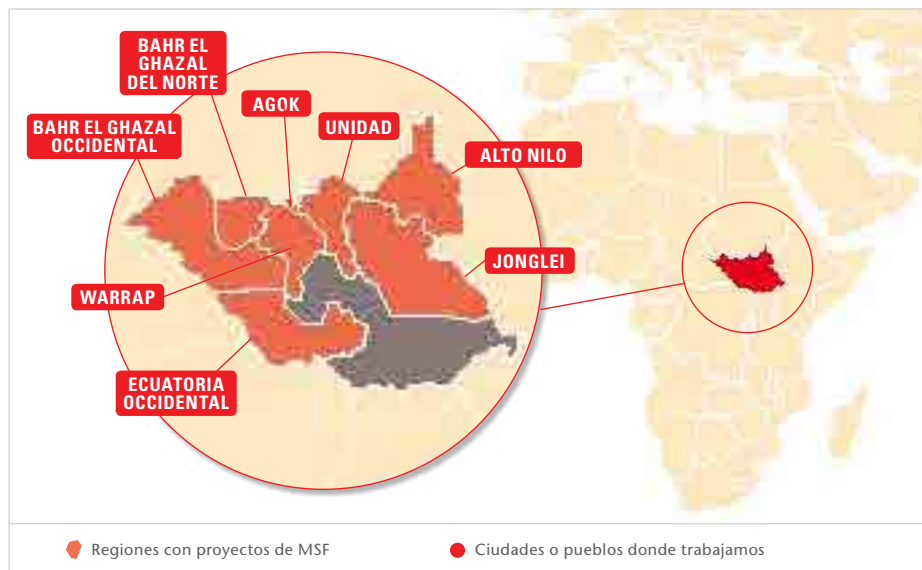 BAHR EL
GHAZAL
DEL NORTE
AGOK
BAHR EL GHAZAL
OCCIDENTAL
UNIDAD
ALTO NILO
JONGLEI
WARRAP
ECUATORIA
OCCIDENTAL
Regiones con proyectos de MSF
Ciudades o pueblos donde trabajamos